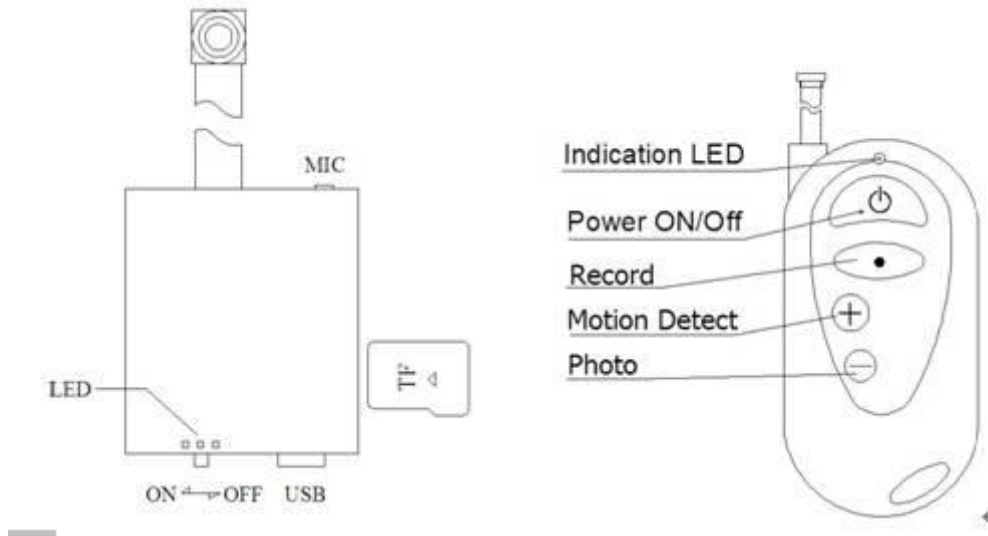 MIC
TF
LED
ON OFF USB
Indication LED
Power ON/Off
Record
Motion Detect
Photo